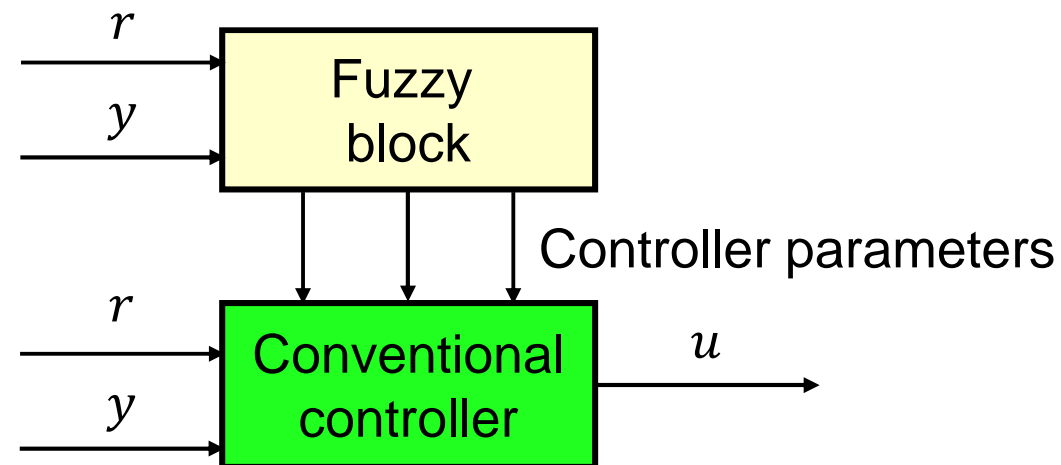 r
Fuzzy
y
block
Controller parameters
r
Conventional
u
y
controller